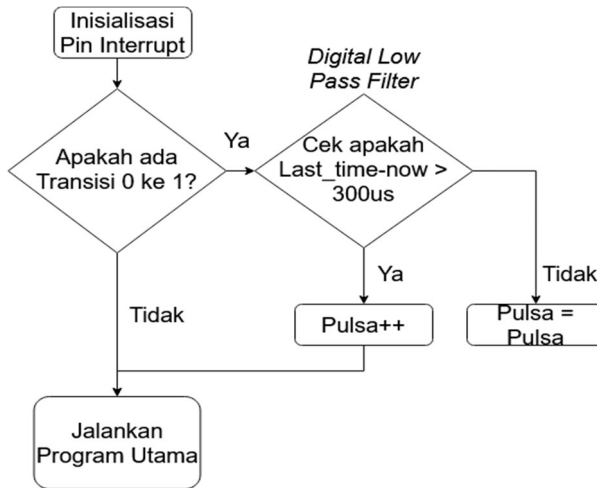 Inisialisasi
Pin Interrupt
Digital Low
Pass Filter
Apakah ada
Transisi 0 ke 1?
Ya
Cek apakah
Last_time-now >
300us
Tidak
Ya
Tidak
Pulsa++
Pulsa =
Pulsa
Jalankan
Program Utama